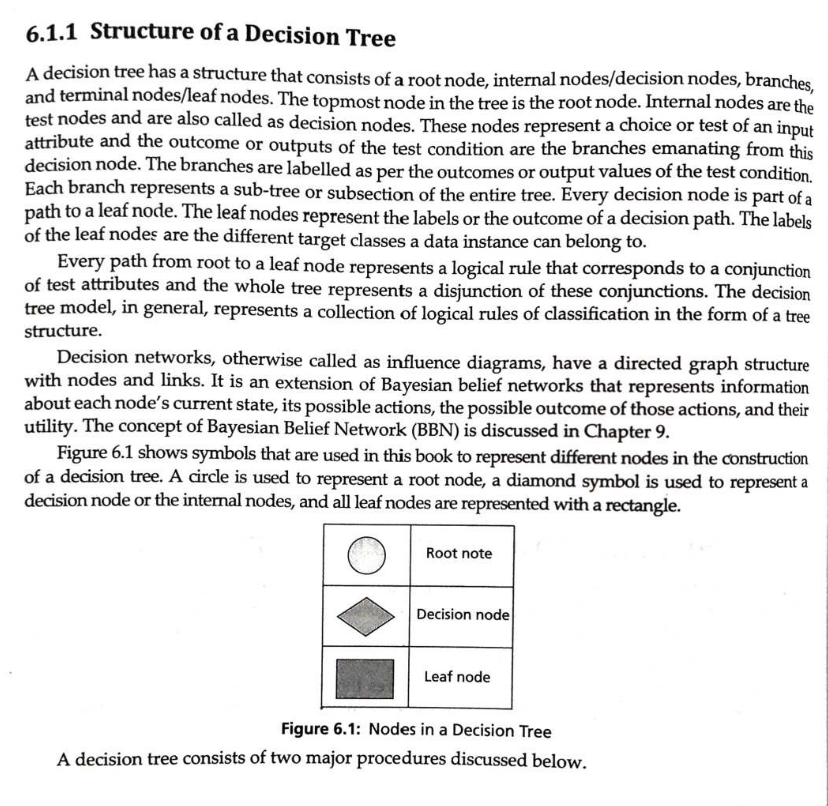 6.1.1 Structure of a Decision Tree
A decision tree has a structure that consists of a root node, internal nodes/decision nodes, branches,
and terminal nodes/leaf nodes. The topmost node in the tree is the root node. Internal nodes are the
test nodes and are also called as decision nodes. These nodes represent a choice or test of an input
attribute and the outcome or outputs of the test condition are the branches emanating from this
decision node. The branches are labelled as per the outcomes or output values of the test condition.
Each branch represents a sub-tree or subsection of the entire tree. Every decision node is part of a
path to a leaf node. The leaf nodes represent the labels or the outcome of a decision path. The labels
of the leaf nodes are the different target classes a data instance can belong to.
Every path from root to a leaf node represents a logical rule that corresponds to a conjunction
of test attributes and the whole tree represents a disjunction of these conjunctions. The decision
tree model, in general, represents a collection of logical rules of classification in the form of a tree
structure.
Decision networks, otherwise called as influence diagrams, have a directed graph structure
with nodes and links. It is an extension of Bayesian belief networks that represents information
about each node's current state, its possible actions, the possible outcome of those actions, and their
utility. The concept of Bayesian Belief Network (BBN) is discussed in Chapter 9.
Figure 6.1 shows symbols that are used in this book to represent different nodes in the construction
of a decision tree. A circle is used to represent a root node, a diamond symbol is used to represent a
decision node or the internal nodes, and all leaf nodes are represented with a rectangle.
Root note
Decision node
Leaf node
Figure 6.1: Nodes in a Decision Tree
A decision tree consists of two major procedures discussed below.